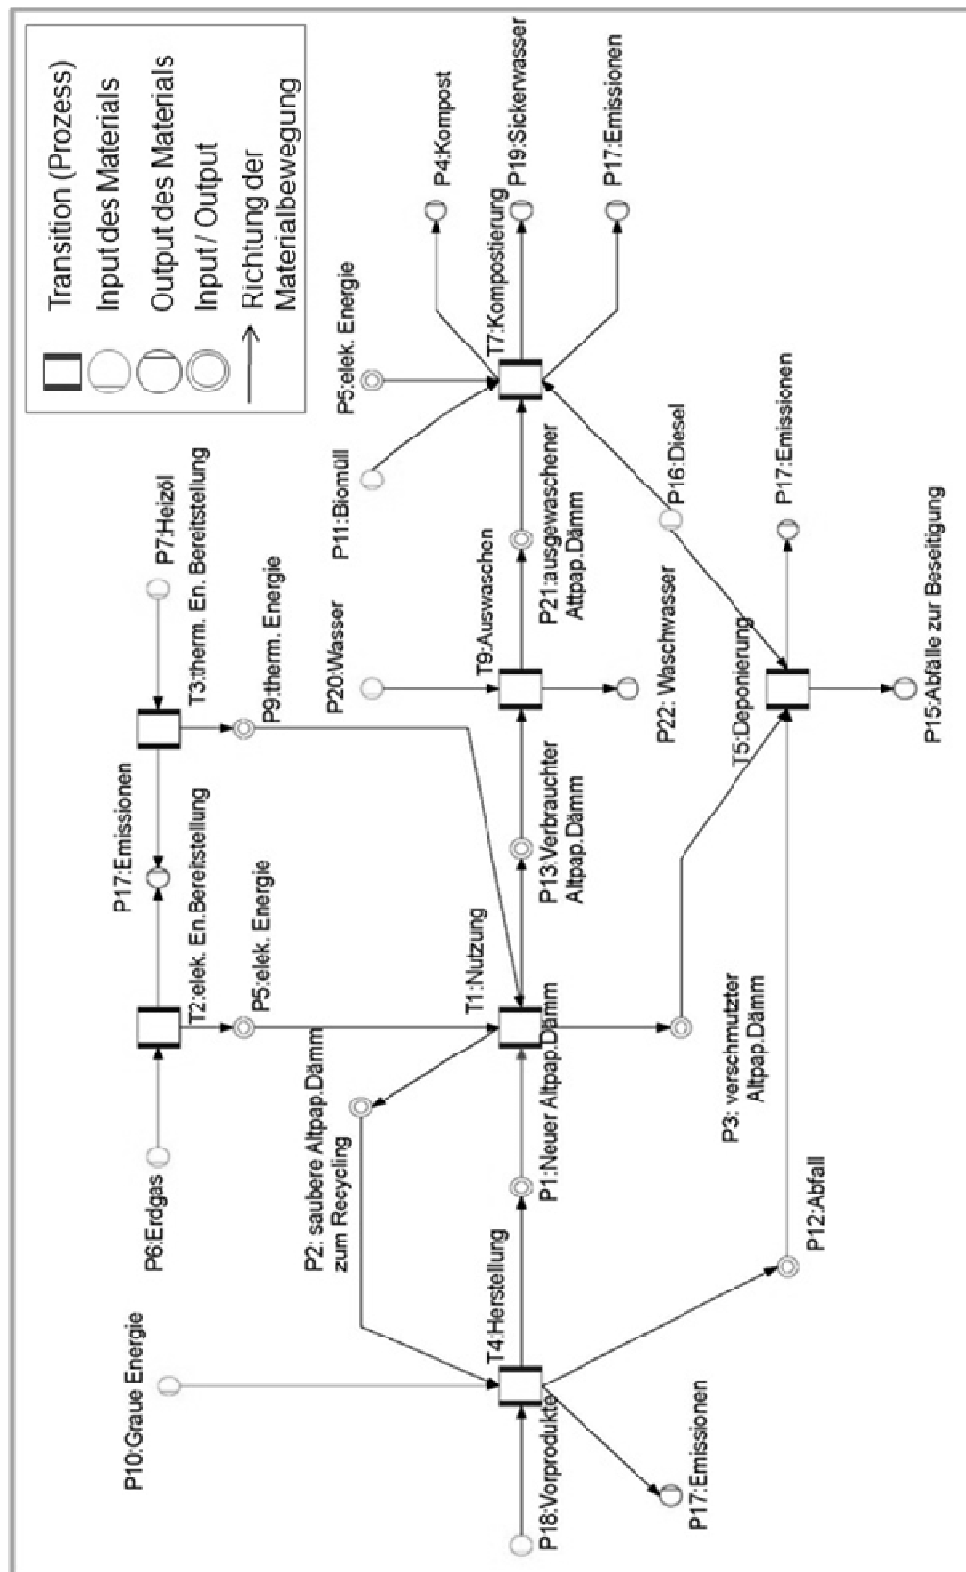 Transition (Prozess)
Input des Materials
Output des Materials
Input / Output
Richtung der
Materialbewegung
P10:Graue Energie
P6:Erdgas
T2:elek. En.Bereitstellung
P17:Emissionen
T3:therm. En. Bereitstellung
P7:Heizöl
P5:elek. Energie
P9:therm. Energie
P2: saubere Altpap.Dämm
zum Recycling
P20:Wasser
P11:Biomüll
P5:elek. Energie
P4:Kompost
P18:Vorprodukte
T4:Herstellung
P1:Neuer Altpap.Dämm
T1:Nutzung
P13:Verbrauchter
Altpap.Dämm
T9:Auswaschen
P21:ausgewaschener
Attpap.Dämm
T7:Kompostierung
P19:Sickerwasser
P17:Emissionen
P22: Waschwasser
P16:Diesel
P17:Emissionen
P12:Abfall
P3: verschmutzter
Altpap.Dämm
T5:Deponierung
P17:Emissionen
P15:Abfälle zur Beseitigung